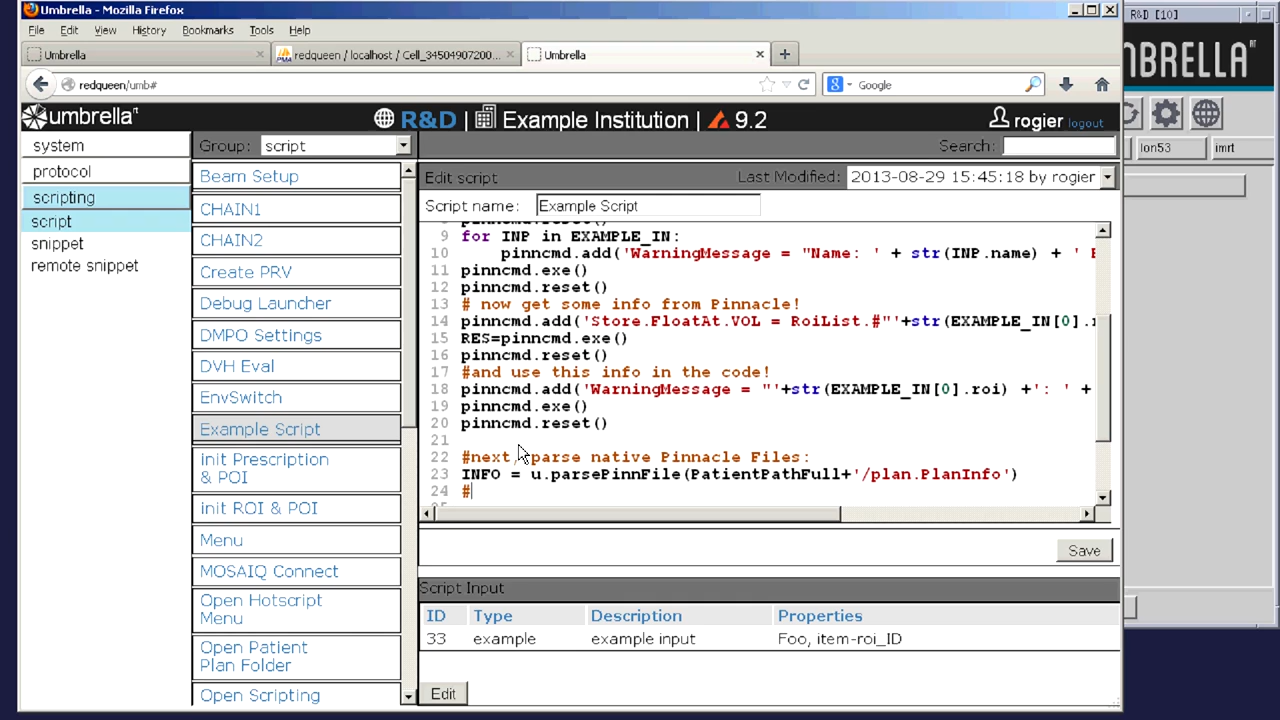 Umbrella - Mozilla Firefox
R&D [10]
File Edit View History Bookmarks Tools Help
Umbrella
redqueen / localhost / Cell_34504907200...
Umbrella
redqueen/umb#
Google
MBRELLA
umbrella
R&D | Example Institution | 9.2
rogier logout
system
protocol
scripting
script
snippet
remote snippet
Group: script
Search:
lon53
imrt
Beam Setup
CHAIN1
CHAIN2
Create PRV
Debug Launcher
DMPO Settings
DVH Eval
EnvSwitch
Example Script
init Prescription
& POI
init ROI & POI
Menu
MOSAIQ Connect
Open Hotscript
Menu
Open Patient
Plan Folder
Open Scripting
Edit script
Last Modified: 2013-08-29 15:45:18 by rogier
Script name: Example Script
pinncmd.reset()
9 for INP in EXAMPLE_IN:
10 pinncmd.add('WarningMessage = "Name: ' + str(INP.name) + '
11 pinncmd.exe()
12 pinncmd.reset()
13 # now get some info from Pinnacle!
14 pinncmd.add('Store.FloatAt.VOL = RoiList.#"'+str(EXAMPLE_IN[0].
15 RES=pinncmd.exe()
16 pinncmd.reset()
17 #and use this info in the code!
18 pinncmd.add('WarningMessage = "'+str(EXAMPLE_IN[0].roi) +': ' +
19 pinncmd.exe()
20 pinncmd.reset()
21
22 #next, parse native Pinnacle Files:
23 INFO = u.parsePinnFile(PatientPathFull+'/plan.PlanInfo')
24 #
Save
Script Input
ID Type Description Properties
33 example example input Foo, item-roi_ID
Edit